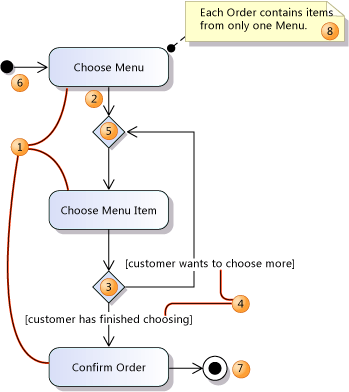 Each Order contains items
from only one Menu.
8
Choose Menu
6
2
5
1
Choose Menu Item
[customer wants to choose more]
3
4
[customer has finished choosing]
Confirm Order
7